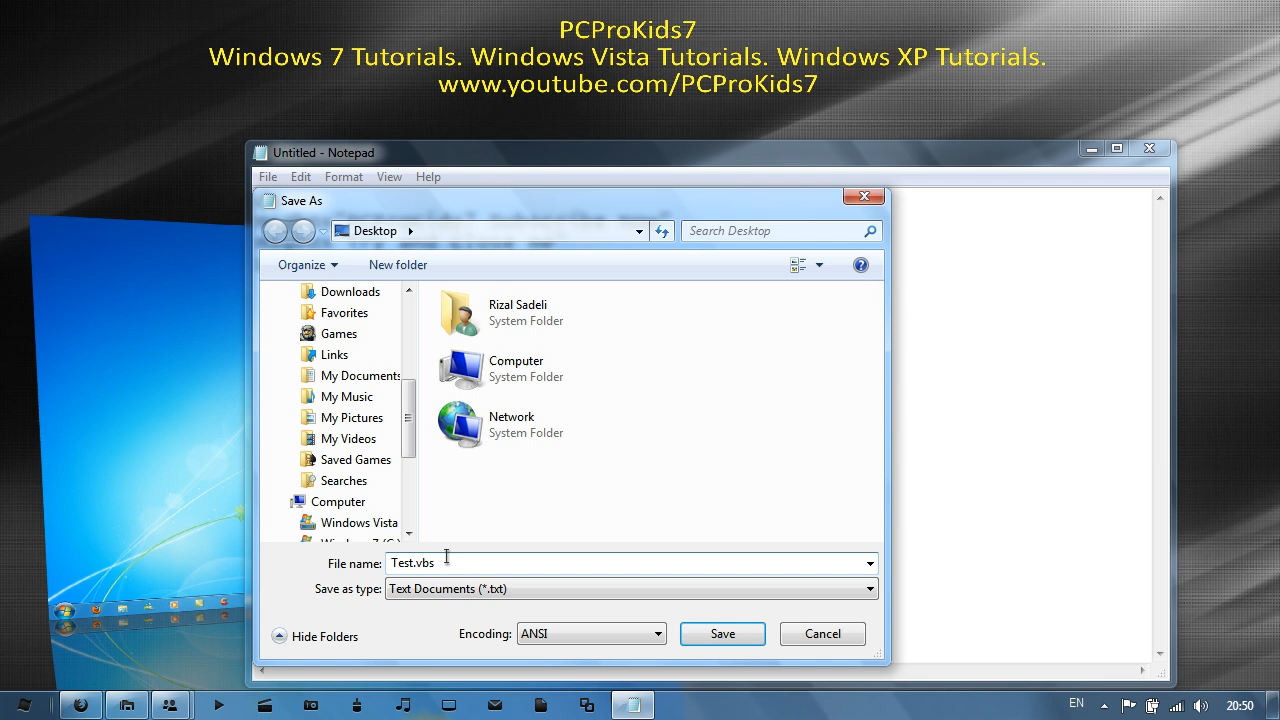 PCProKids7
Windows 7 Tutorials. Windows Vista Tutorials. Windows XP Tutorials.
www.youtube.com/PCProKids7
Untitled - Notepad
File Edit Format View Help
Save As
Desktop
Search Desktop
Organize
New folder
Downloads
Favorites
Games
Links
My Documents
My Music
My Pictures
My Videos
Saved Games
Searches
Computer
Windows Vista
Rizal Sadeli
System Folder
Computer
System Folder
Network
System Folder
File name: Test.vbs
Save as type: Text Documents (*.txt)
Hide Folders
Encoding: ANSI
Save
Cancel
EN
20:50